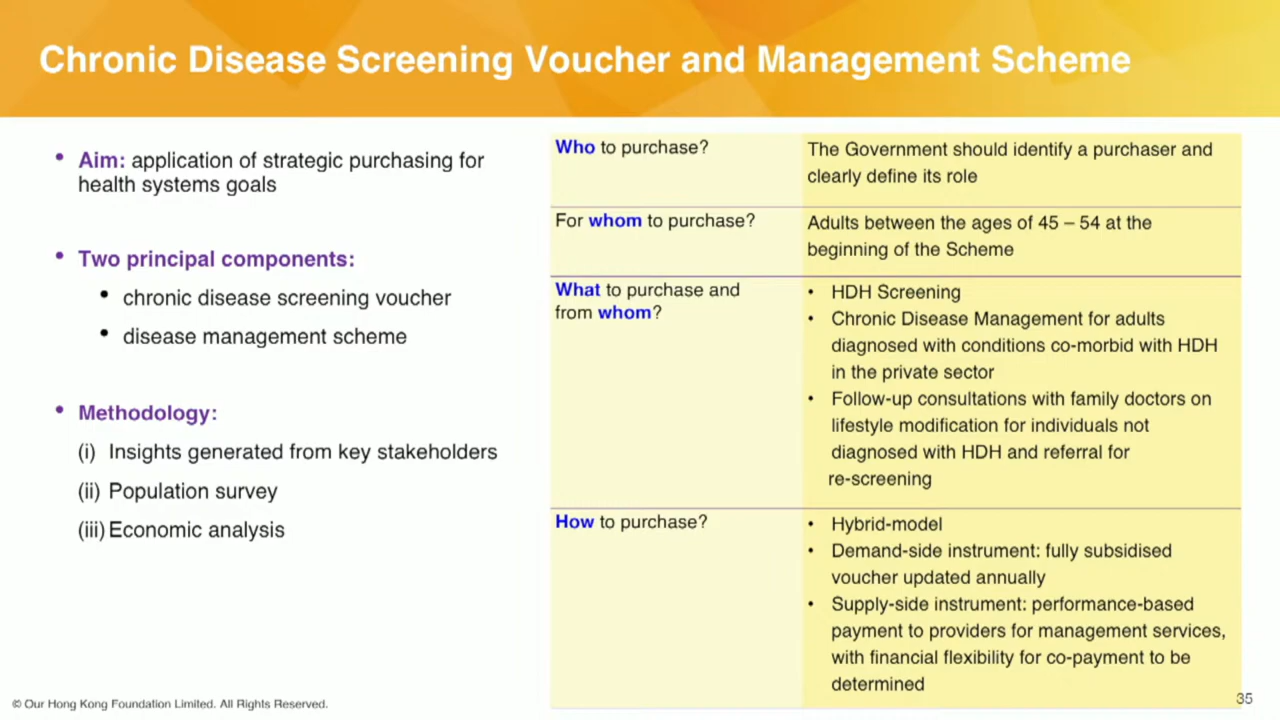 Chronic Disease Screening Voucher and Management Scheme
• Aim: application of strategic purchasing for
health systems goals
• Two principal components:
• chronic disease screening voucher
• disease management scheme
• Methodology:
(i) Insights generated from key stakeholders
(ii) Population survey
(iii) Economic analysis
Who to purchase?
The Government should identify a purchaser and
clearly define its role
For whom to purchase?
Adults between the ages of 45 – 54 at the
beginning of the Scheme
What to purchase and
from whom?
• HDH Screening
• Chronic Disease Management for adults
diagnosed with conditions co-morbid with HDH
in the private sector
• Follow-up consultations with family doctors on
lifestyle modification for individuals not
diagnosed with HDH and referral for
re-screening
How to purchase?
• Hybrid-model
• Demand-side instrument: fully subsidised
voucher updated annually
• Supply-side instrument: performance-based
payment to providers for management services,
with financial flexibility for co-payment to be
determined
© Our Hong Kong Foundation Limited. All Rights Reserved.
35